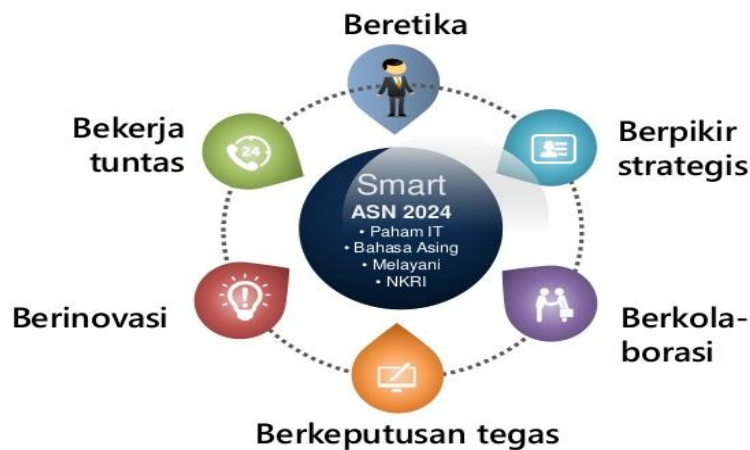 Beretika
Berpikir
strategis
Berkola-
borasi
Berkeputusan tegas
Berinovasi
Bekerja
tuntas
24
Smart
ASN 2024
• Paham IT
• Bahasa Asing
• Melayani
• NKRI